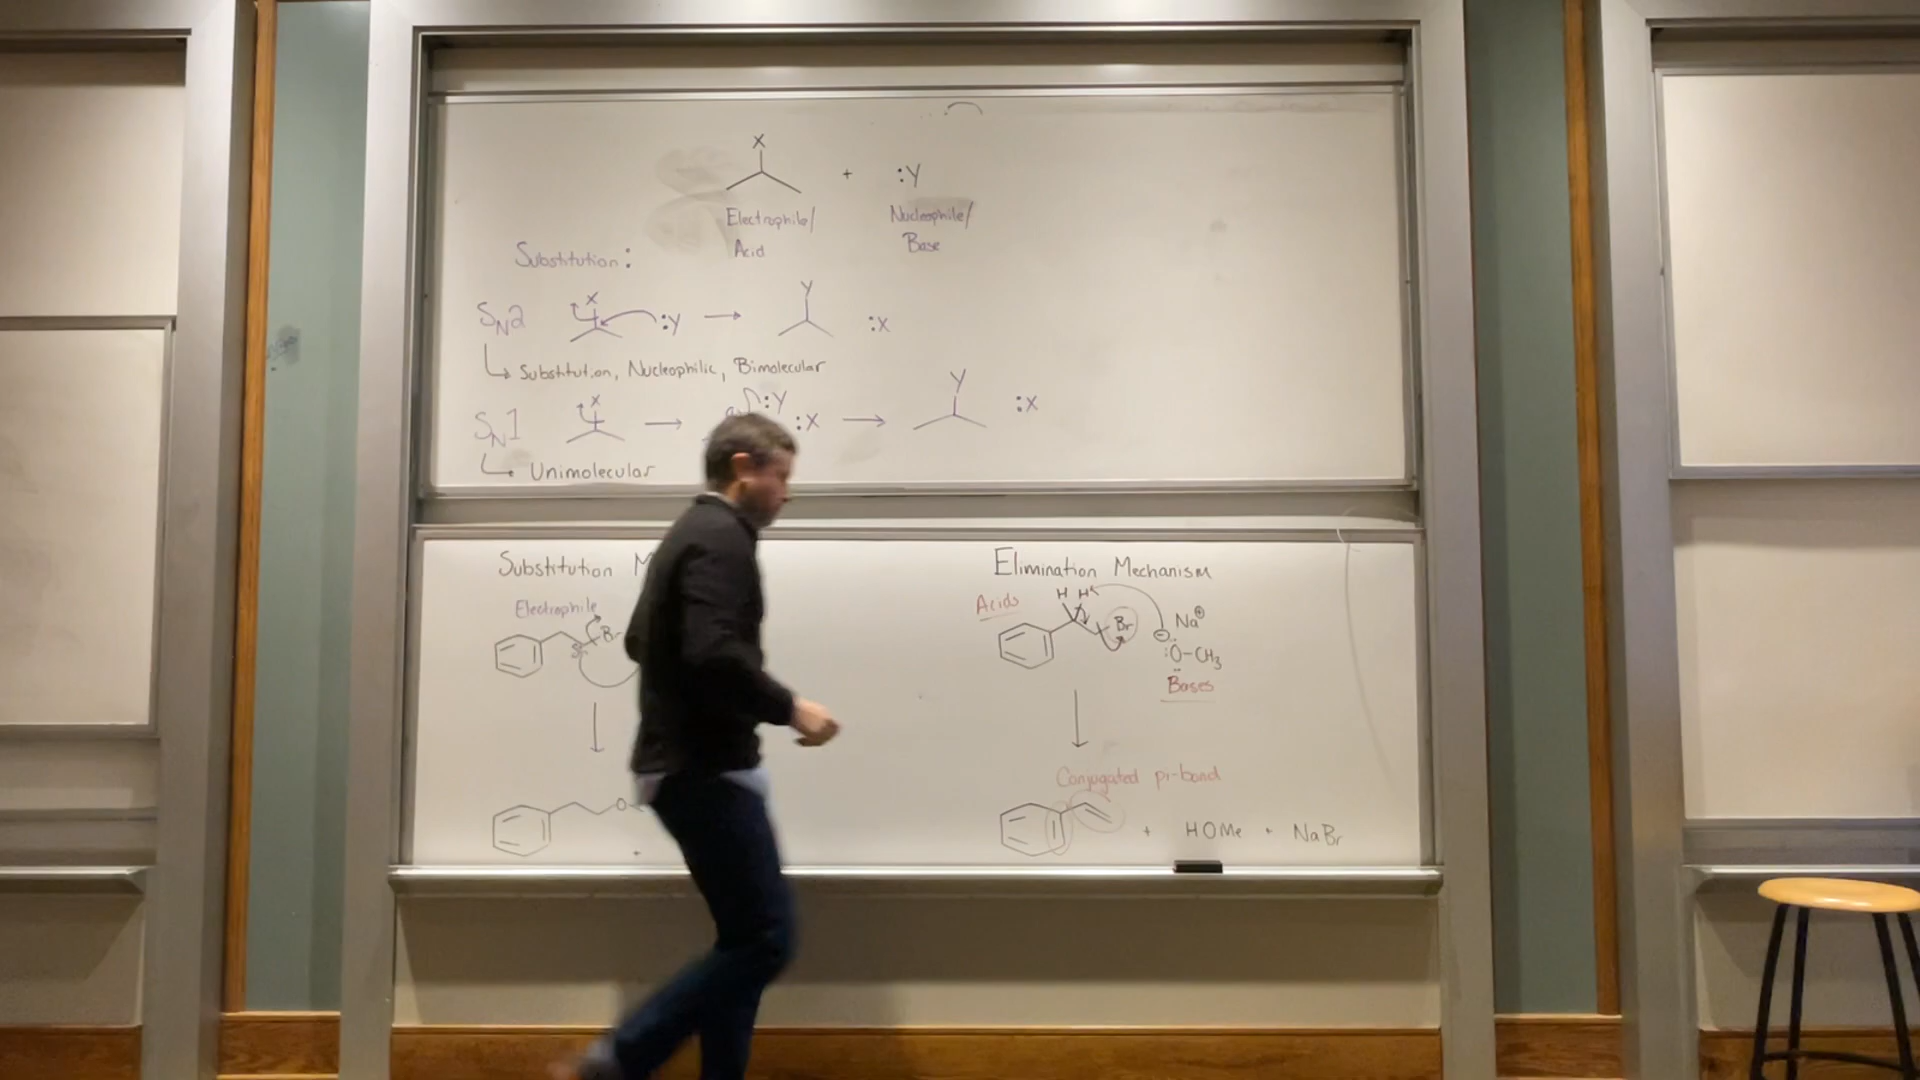 X
+ :Y
Electrophile/ Nucleophile/
Acid Base
Substitution:
SN2 X :Y → Y :X
↳ Substitution, Nucleophilic, Bimolecular
SN1 X → :Y :X → Y :X
↳ Unimolecular
Substitution M
Electrophile
Br
O
Elimination Mechanism
Acids H H Br Na⊕
⊖
:O-CH3
Bases
Conjugated pi-bond
+ HOMe + NaBr